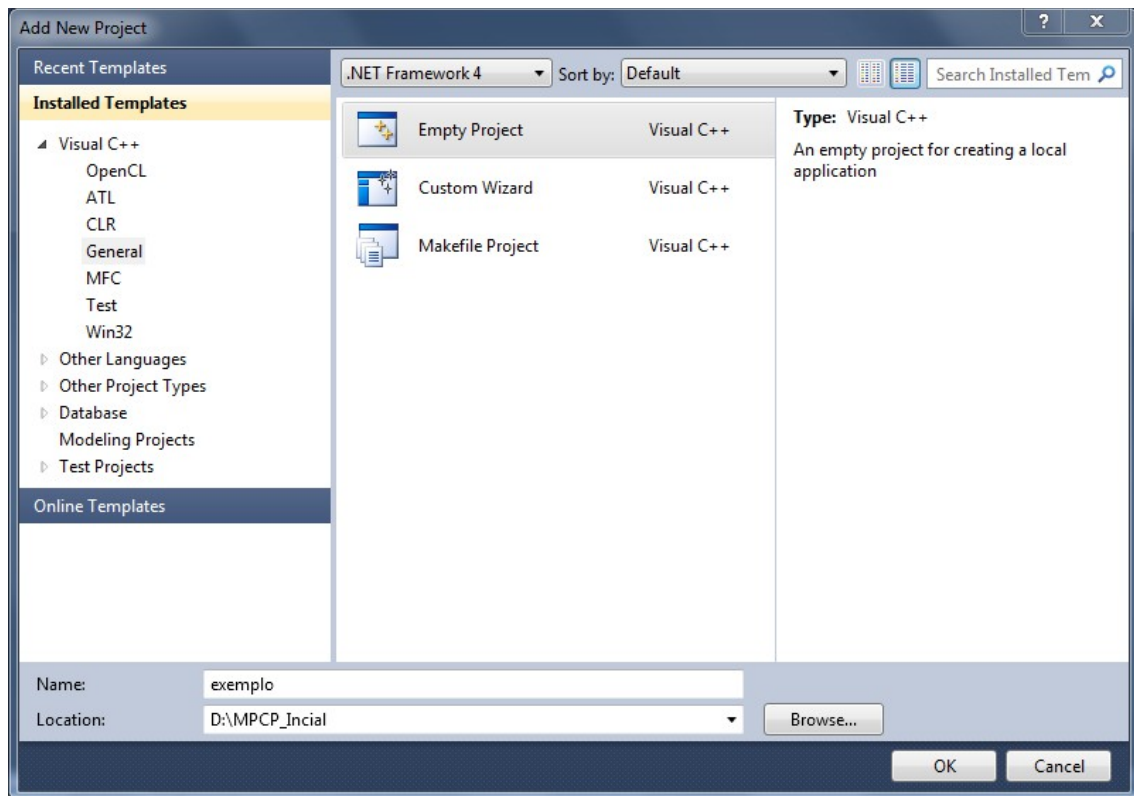 Add New Project
? X
Recent Templates
Installed Templates
Visual C++
OpenCL
ATL
CLR
General
MFC
Test
Win32
Other Languages
Other Project Types
Database
Modeling Projects
Test Projects
Online Templates
.NET Framework 4 Sort by: Default Search Installed Tem
Empty Project Visual C++
Custom Wizard Visual C++
Makefile Project Visual C++
Type: Visual C++
An empty project for creating a local
application
Name: exemplo
Location: D:\MPCP_Incial Browse...
OK Cancel